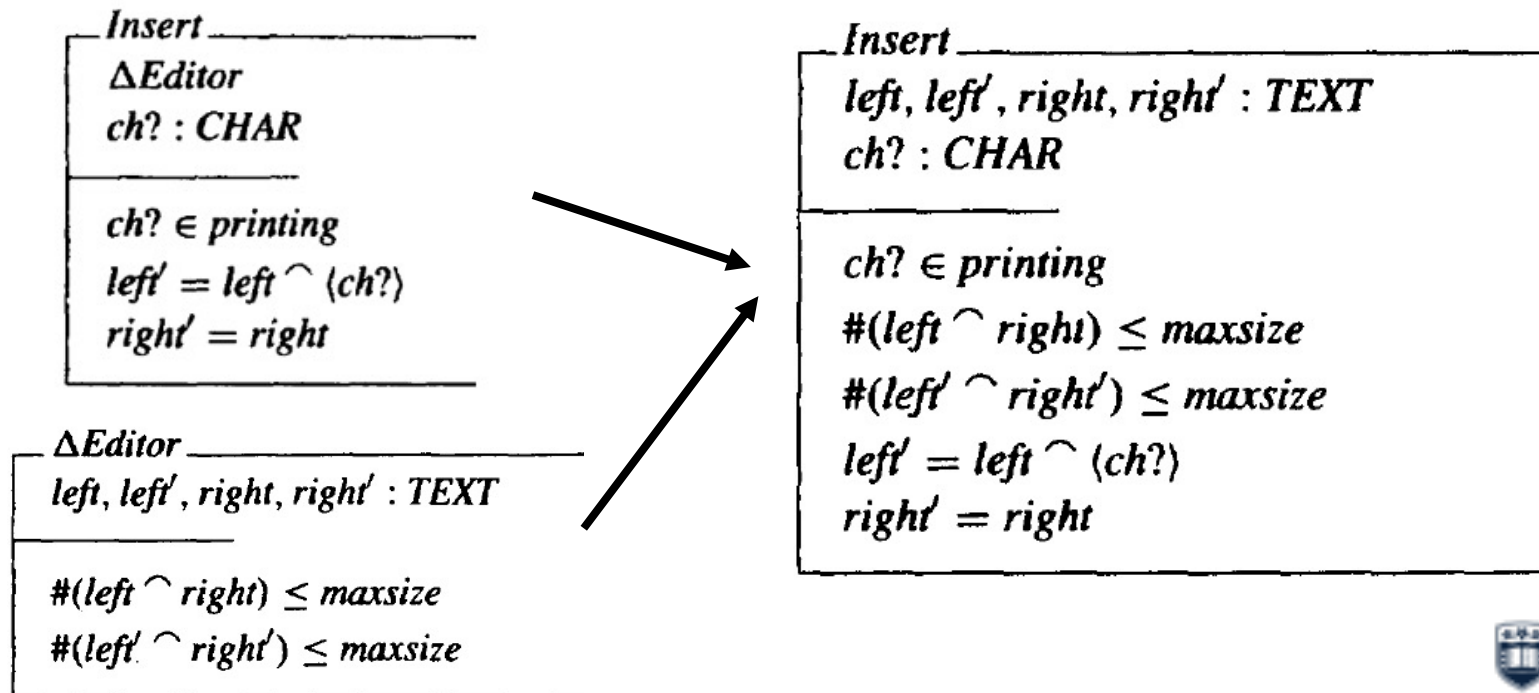 Insert
ΔEditor
ch? : CHAR
ch? ∈ printing
left′ = left ⌢ ⟨ch?⟩
right′ = right
ΔEditor
left, left′, right, right′ : TEXT
#(left ⌢ right) ≤ maxsize
#(left′ ⌢ right′) ≤ maxsize
Insert
left, left′, right, right′ : TEXT
ch? : CHAR
ch? ∈ printing
#(left ⌢ right) ≤ maxsize
#(left′ ⌢ right′) ≤ maxsize
left′ = left ⌢ ⟨ch?⟩
right′ = right